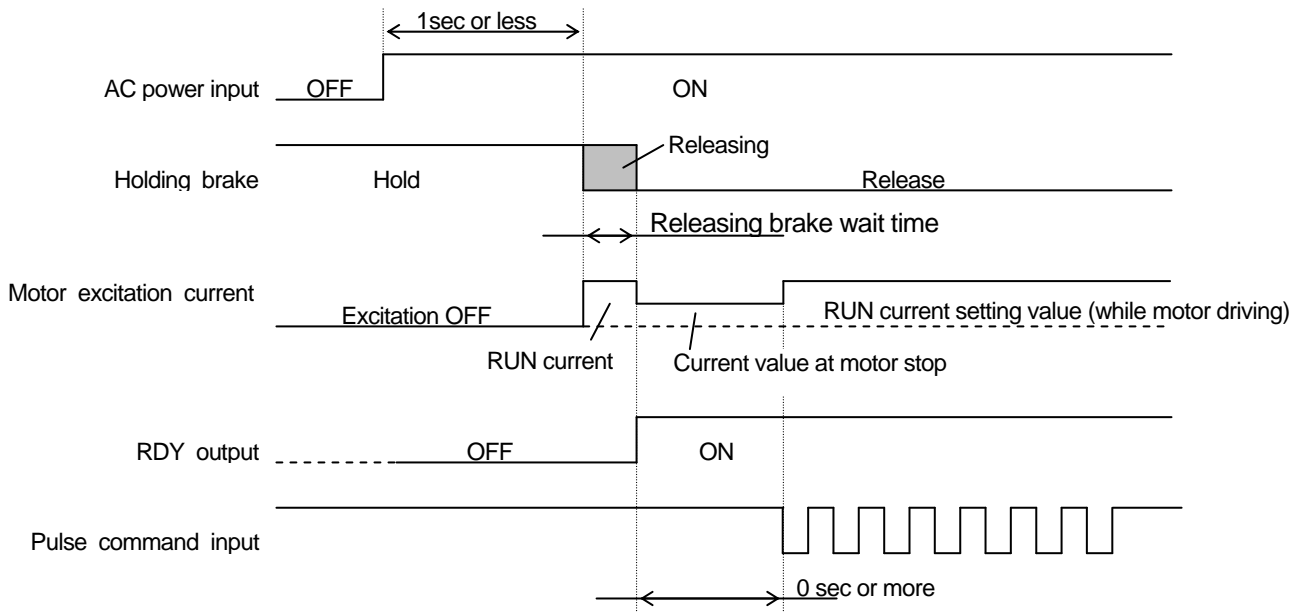 1sec or less
AC power input OFF ON
Releasing
Holding brake Hold Release
Releasing brake wait time
Motor excitation current
Excitation OFF RUN current setting value (while motor driving)
RUN current Current value at motor stop
RDY output OFF ON
Pulse command input
0 sec or more